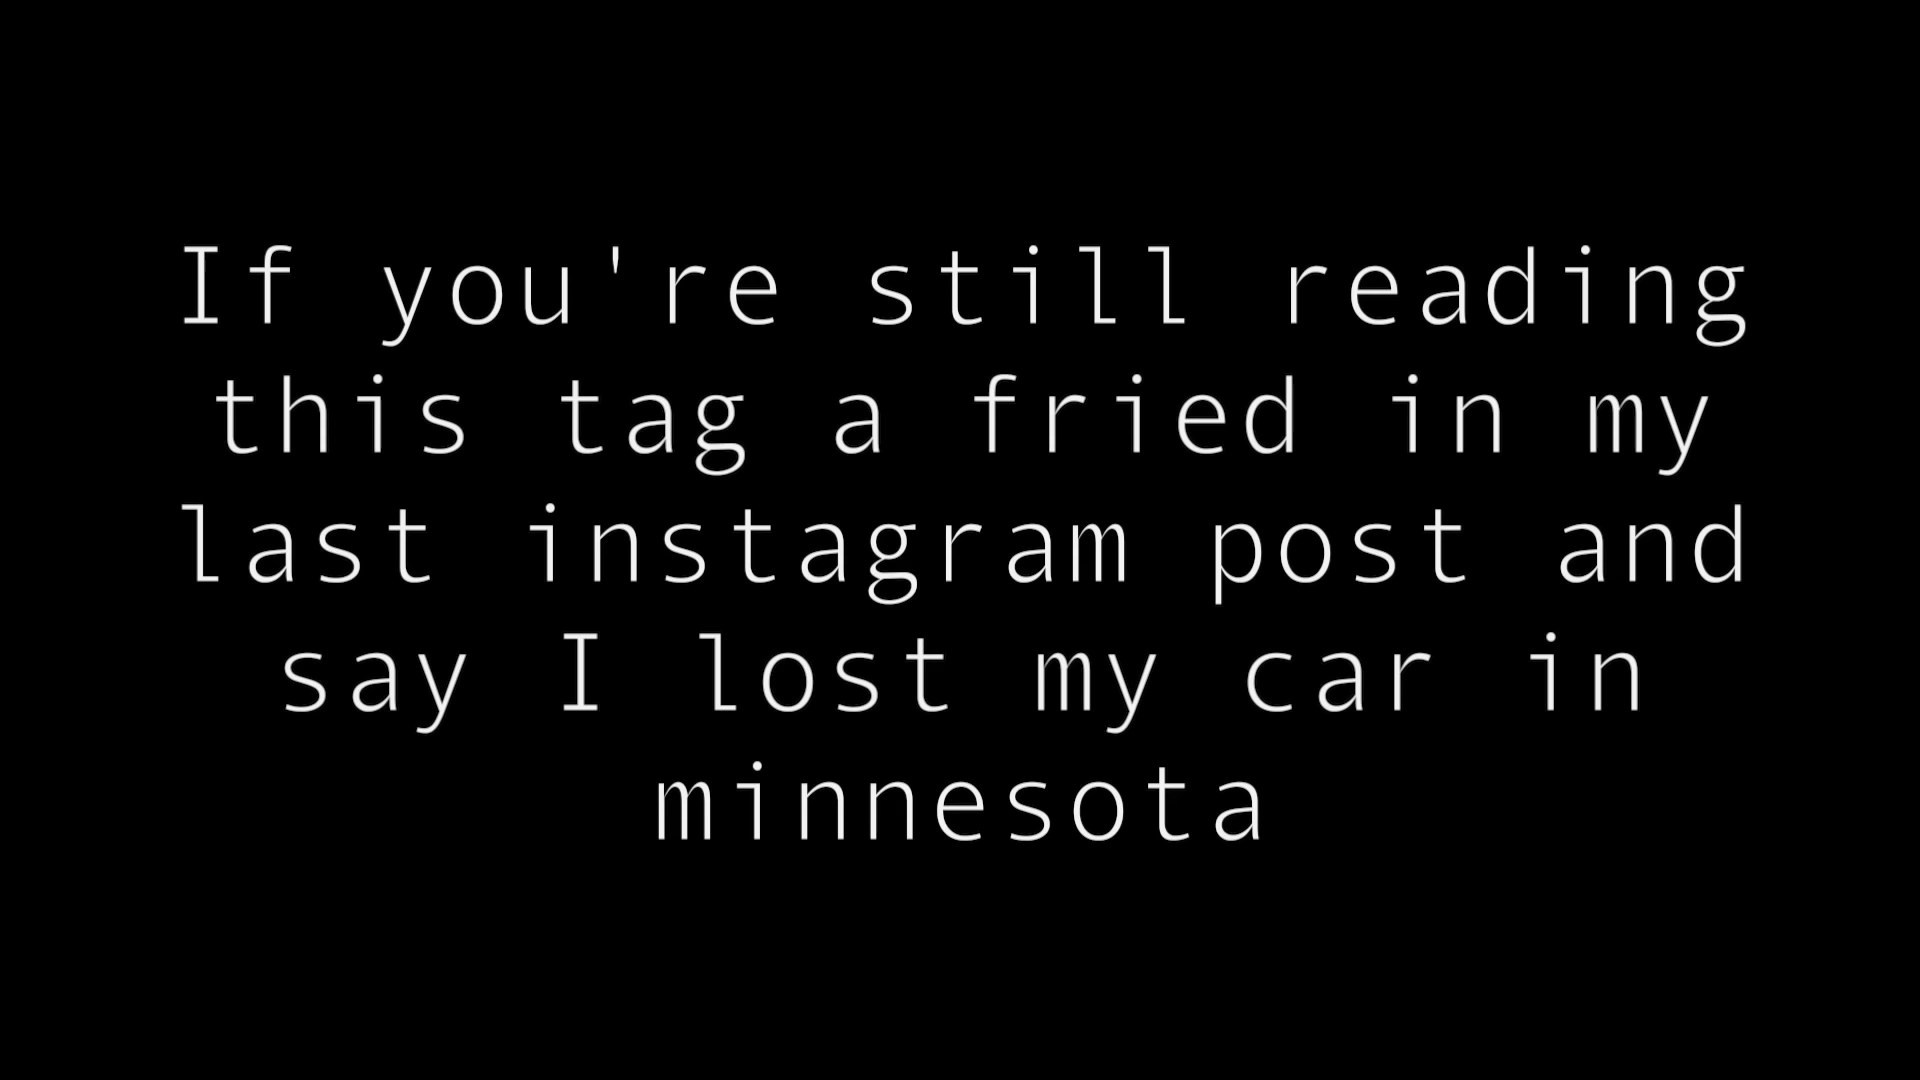 If you're still reading
this tag a fried in my
last instagram post and
say I lost my car in
minnesota